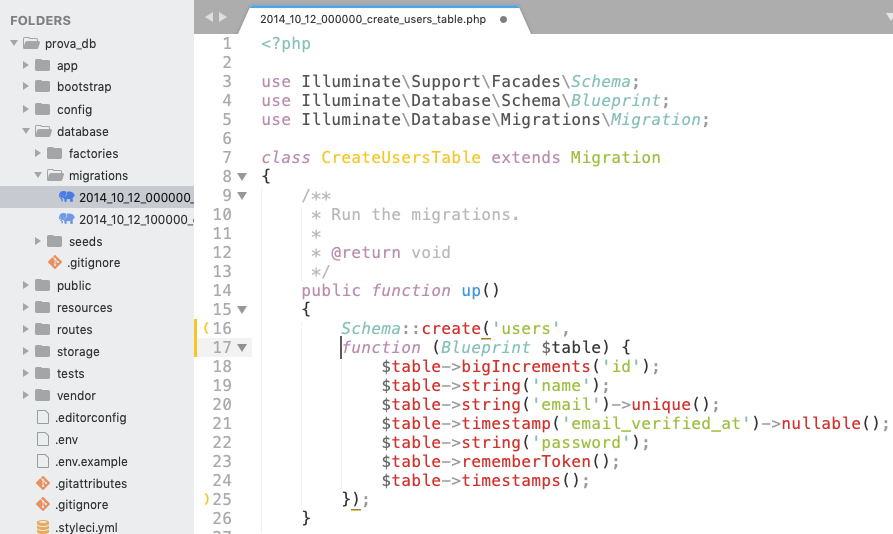 FOLDERS
prova_db
app
bootstrap
config
database
factories
migrations
2014_10_12_000000_
2014_10_12_100000_
seeds
.gitignore
public
resources
routes
storage
tests
vendor
.editorconfig
.env
.env.example
.gitattributes
.gitignore
.styleci.yml
2014_10_12_000000_create_users_table.php
1 <?php
2
3 use Illuminate\Support\Facades\Schema;
4 use Illuminate\Database\Schema\Blueprint;
5 use Illuminate\Database\Migrations\Migration;
6
7 class CreateUsersTable extends Migration
8 {
9 /**
10 * Run the migrations.
11 *
12 * @return void
13 */
14 public function up()
15 {
16 Schema::create('users',
17 function (Blueprint $table) {
18 $table->bigIncrements('id');
19 $table->string('name');
20 $table->string('email')->unique();
21 $table->timestamp('email_verified_at')->nullable();
22 $table->string('password');
23 $table->rememberToken();
24 $table->timestamps();
25 });
26 }